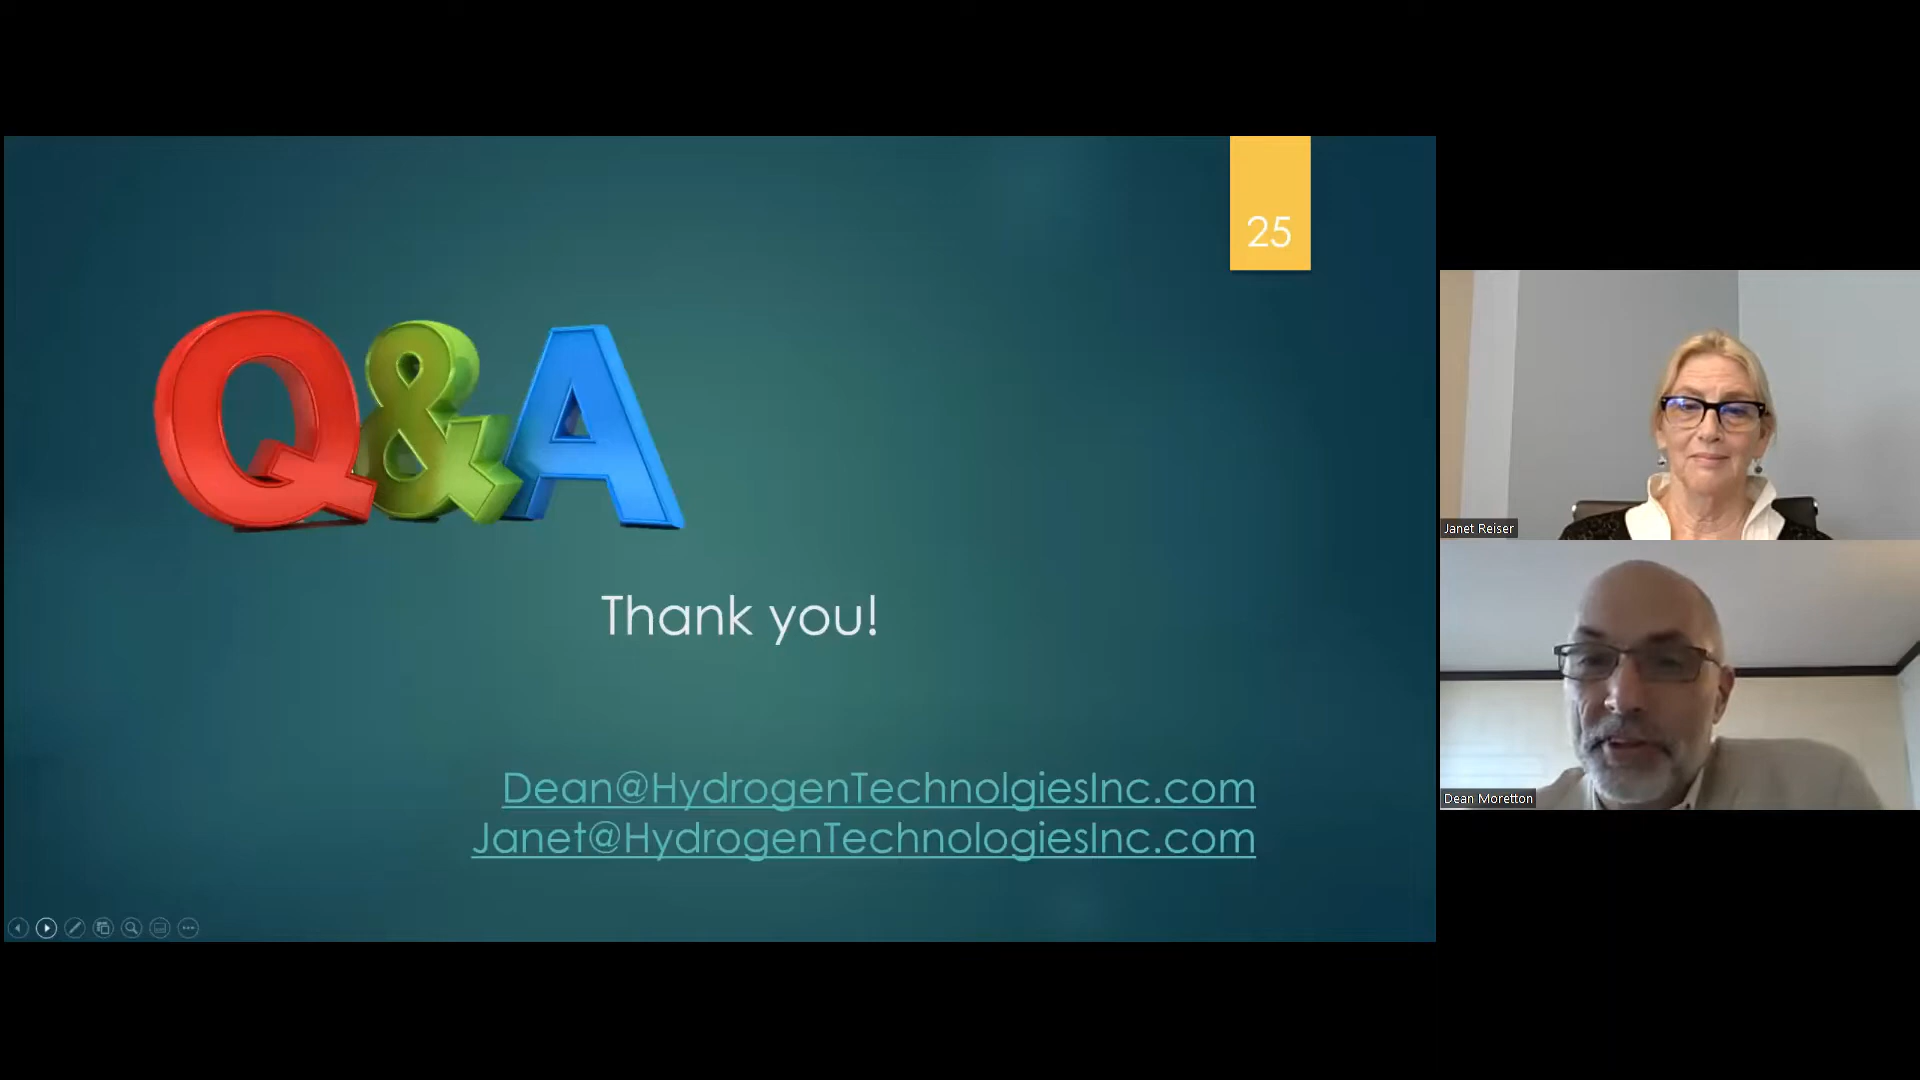 25
Q&A
Thank you!
Dean@HydrogenTechnolgiesInc.com
Janet@HydrogenTechnologiesInc.com
Janet Reiser
Dean Moretton